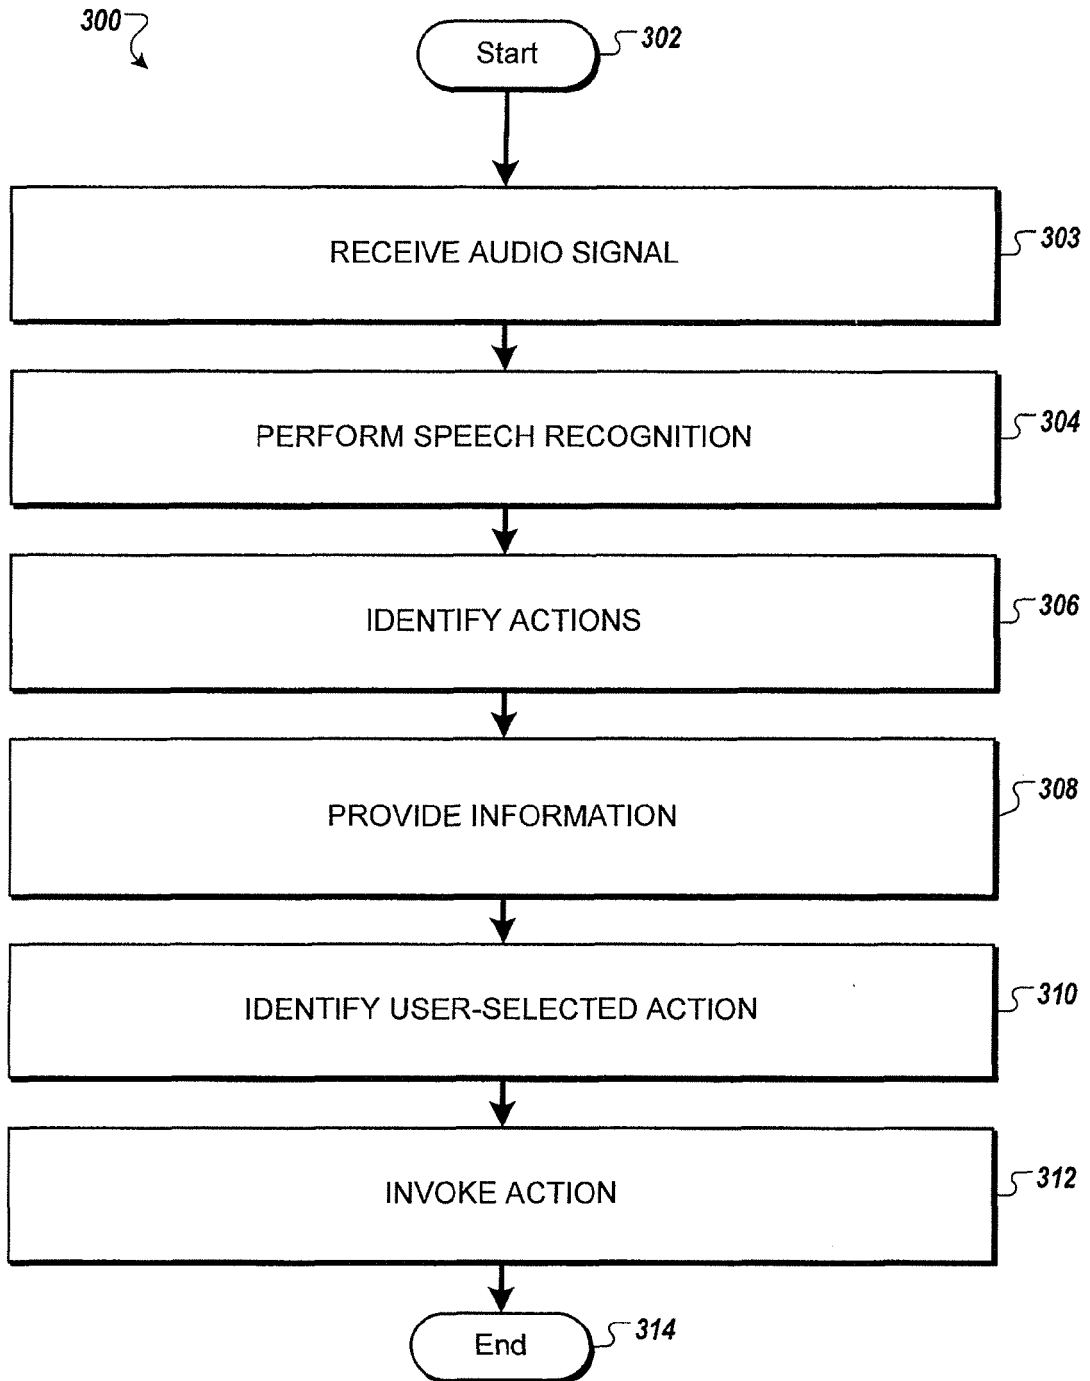 300
Start
302
RECEIVE AUDIO SIGNAL
303
PERFORM SPEECH RECOGNITION
304
IDENTIFY ACTIONS
306
PROVIDE INFORMATION
308
IDENTIFY USER-SELECTED ACTION
310
INVOKE ACTION
312
End
314